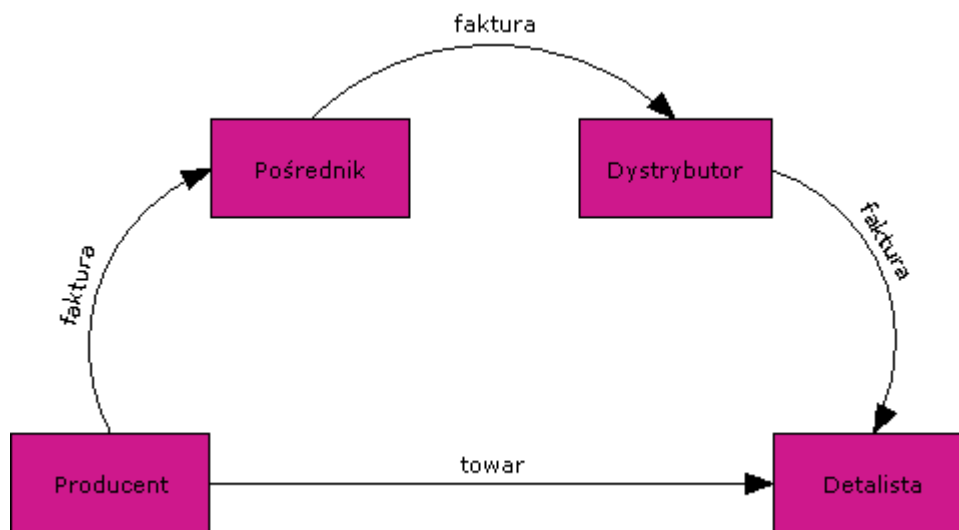 faktura
Pośrednik
Dystrybutor
faktura
faktura
Producent
towar
Detalista